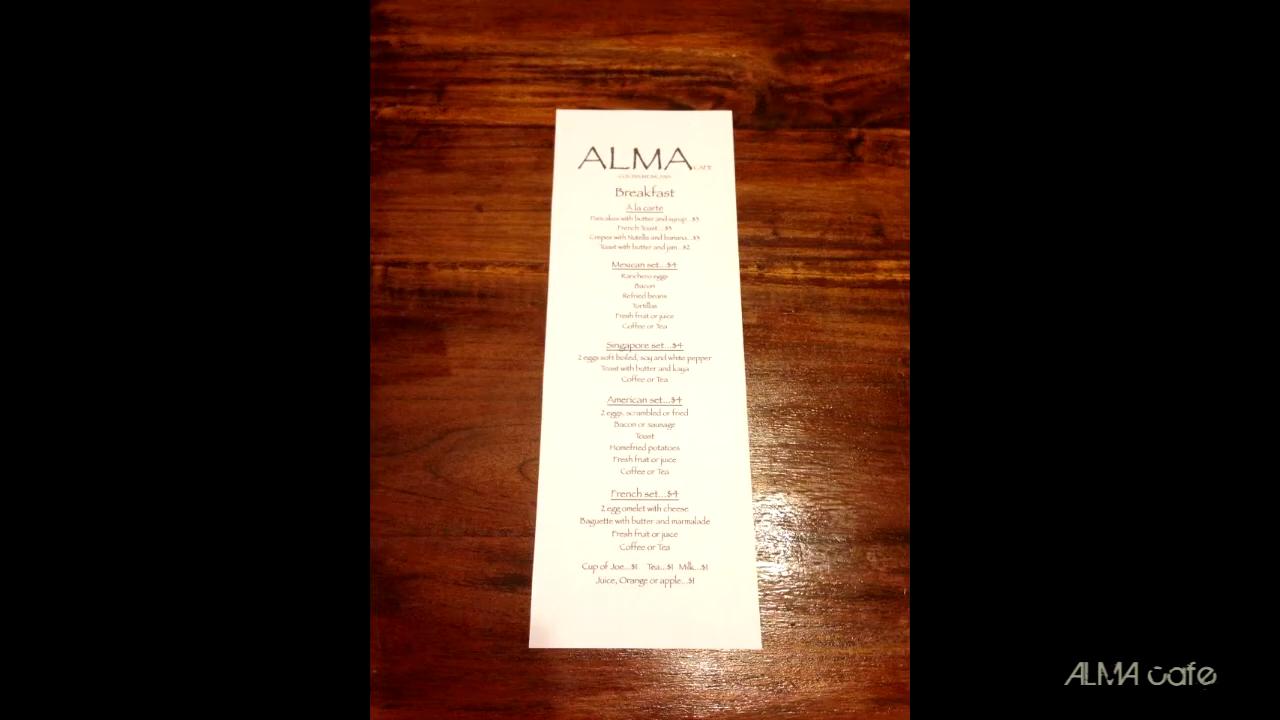 ALMA CAFE
Breakfast
À la carte
Pancakes with butter and syrup...$3
French Toast...$3
Crepes with Nutella and banana...$3
Toast with butter and jam...$2
Mexican set...$4
Ranchero eggs
Bacon
Refried beans
Tortillas
Fresh fruit or juice
Coffee or Tea
Singapore set...$4
2 eggs soft boiled, soy and white pepper
Toast with butter and kaya
Coffee or Tea
American set...$4
2 eggs, scrambled or fried
Bacon or sausage
Toast
Homefried potatoes
Fresh fruit or juice
Coffee or Tea
French set...$4
2 egg omelet with cheese
Baguette with butter and marmalade
Fresh fruit or juice
Coffee or Tea
Cup of Joe...$1 Tea...$1 Milk...$1
Juice, Orange or apple...$1
ALMA cafe